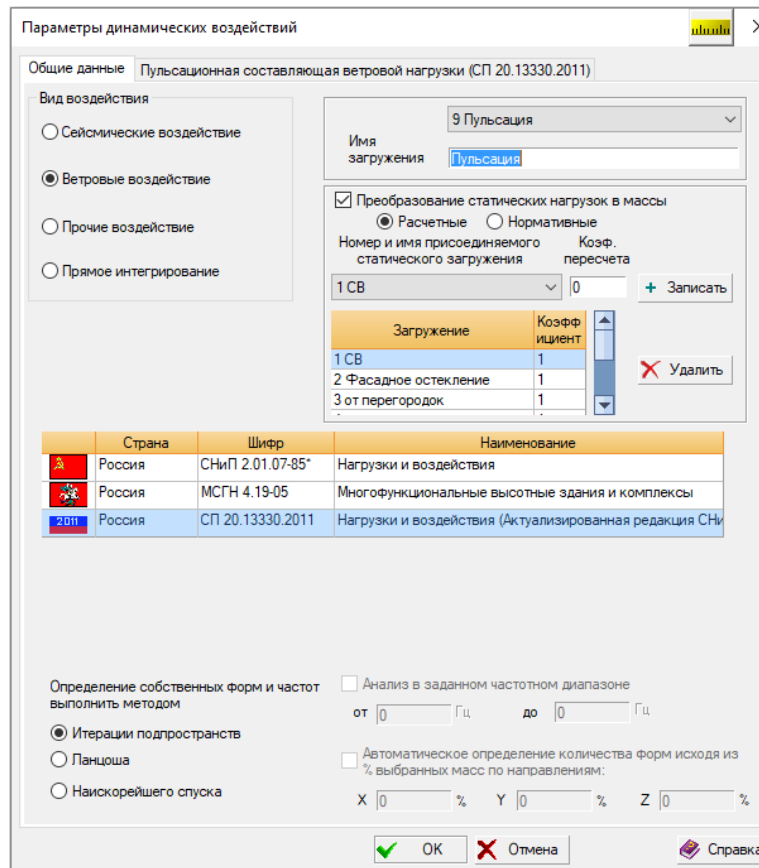 Параметры динамических воздействий
Общие данные
Пульсационная составляющая ветровой нагрузки (СП 20.13330.2011)
Вид воздействия
Сейсмические воздействие
Ветровые воздействие
Прочие воздействие
Прямое интегрирование
9 Пульсация
Имя
загружения
Пульсация
Преобразование статических нагрузок в массы
Расчетные Нормативные
Номер и имя присоединяемого
статического загружения
Коэф.
пересчета
1 СВ 0 + Записать
Загружение Коэфф
ициент
1 СВ 1
2 Фасадное остекление 1
3 от перегородок 1
Удалить
Страна Шифр Наименование
Россия СНиП 2.01.07-85* Нагрузки и воздействия
Россия МСГН 4.19-05 Многофункциональные высотные здания и комплексы
2011 Россия СП 20.13330.2011 Нагрузки и воздействия (Актуализированная редакция СНи
Определение собственных форм и частот
выполнить методом
Итерации подпространств
Ланцоша
Наискорейшего спуска
Анализ в заданном частотном диапазоне
от 0 Гц до 0 Гц
Автоматическое определение количества форм исходя из
% выбранных масс по направлениям:
X 0 % Y 0 % Z 0 %
OK Отмена Справка